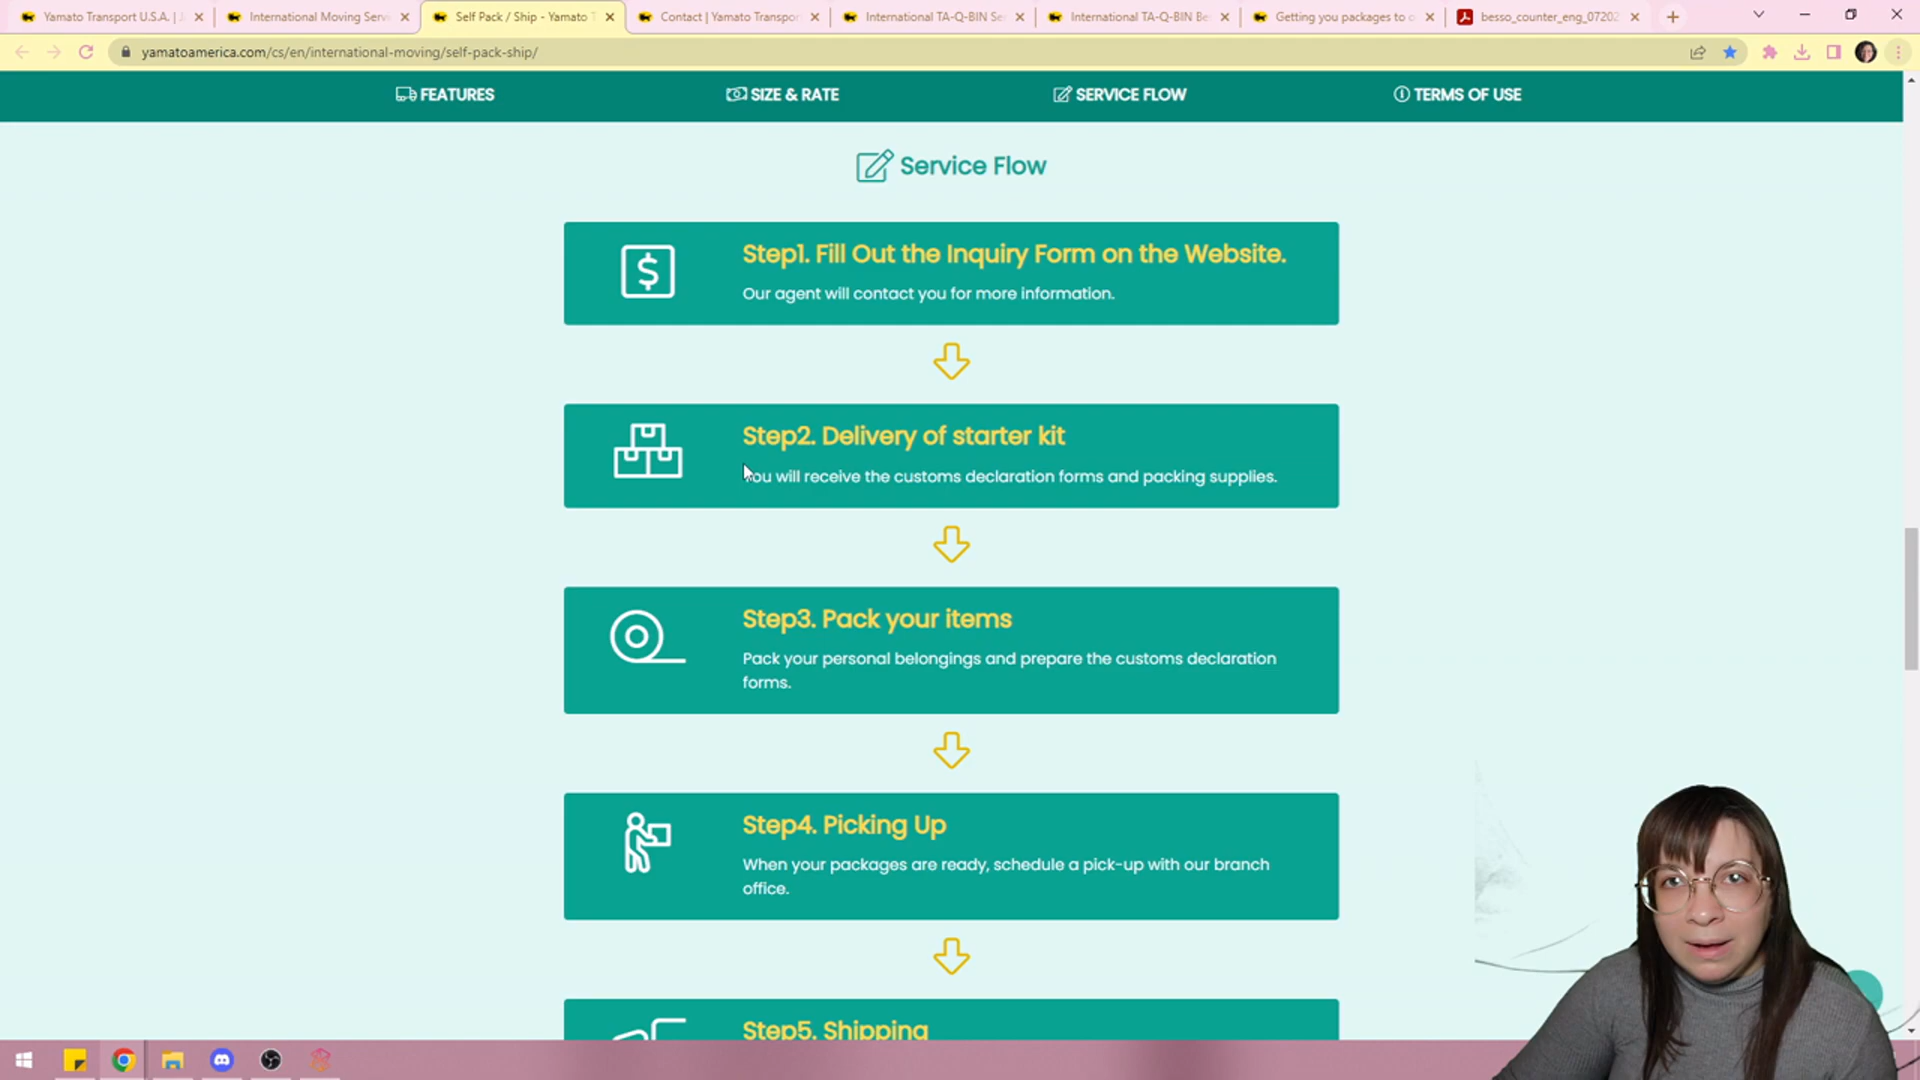 Yamato Transport U.S.A. | J
International Moving Servi
Self Pack / Ship - Yamato T
Contact | Yamato Transpor
International TA-Q-BIN Se
International TA-Q-BIN Be
Getting you packages to o
besso_counter_eng_07202
yamatoamerica.com/cs/en/international-moving/self-pack-ship/
FEATURES
SIZE & RATE
SERVICE FLOW
TERMS OF USE
Service Flow
Step1. Fill Out the Inquiry Form on the Website.
Our agent will contact you for more information.
Step2. Delivery of starter kit
You will receive the customs declaration forms and packing supplies.
Step3. Pack your items
Pack your personal belongings and prepare the customs declaration
forms.
Step4. Picking Up
When your packages are ready, schedule a pick-up with our branch
office.
Step5. Shipping